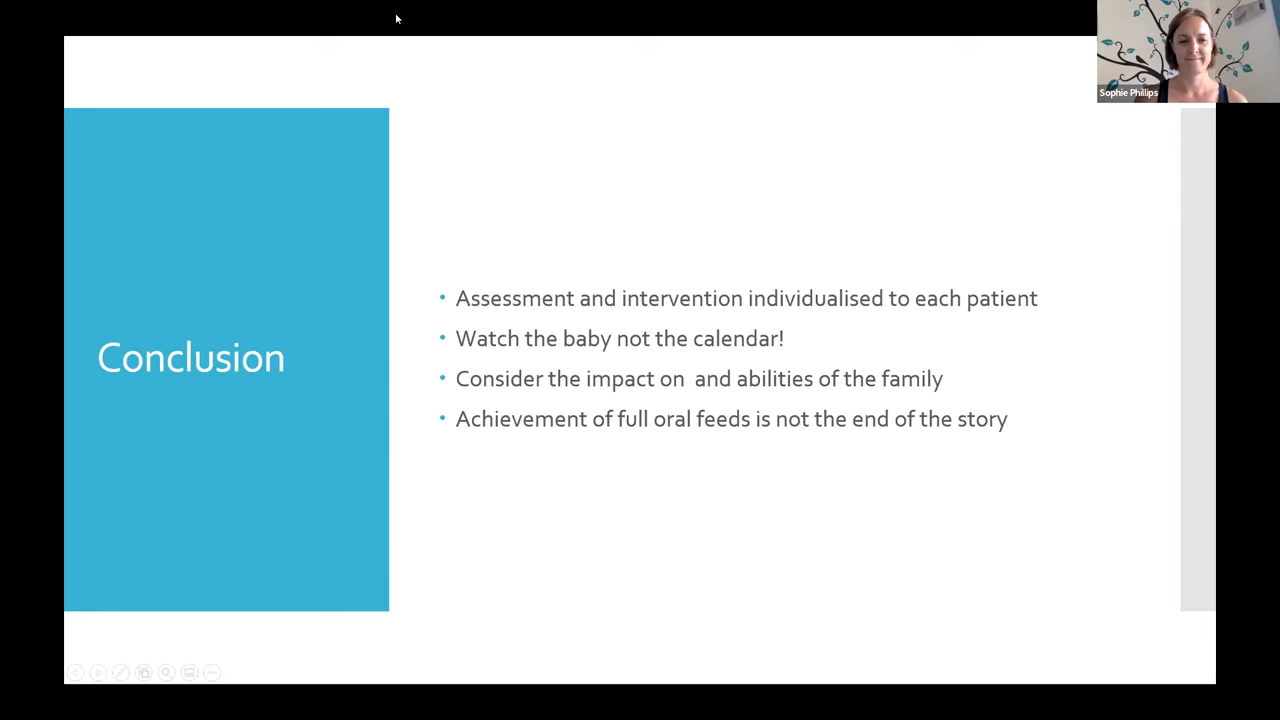 Sophie Phillips
Conclusion
Assessment and intervention individualised to each patient
Watch the baby not the calendar!
Consider the impact on  and abilities of the family
Achievement of full oral feeds is not the end of the story